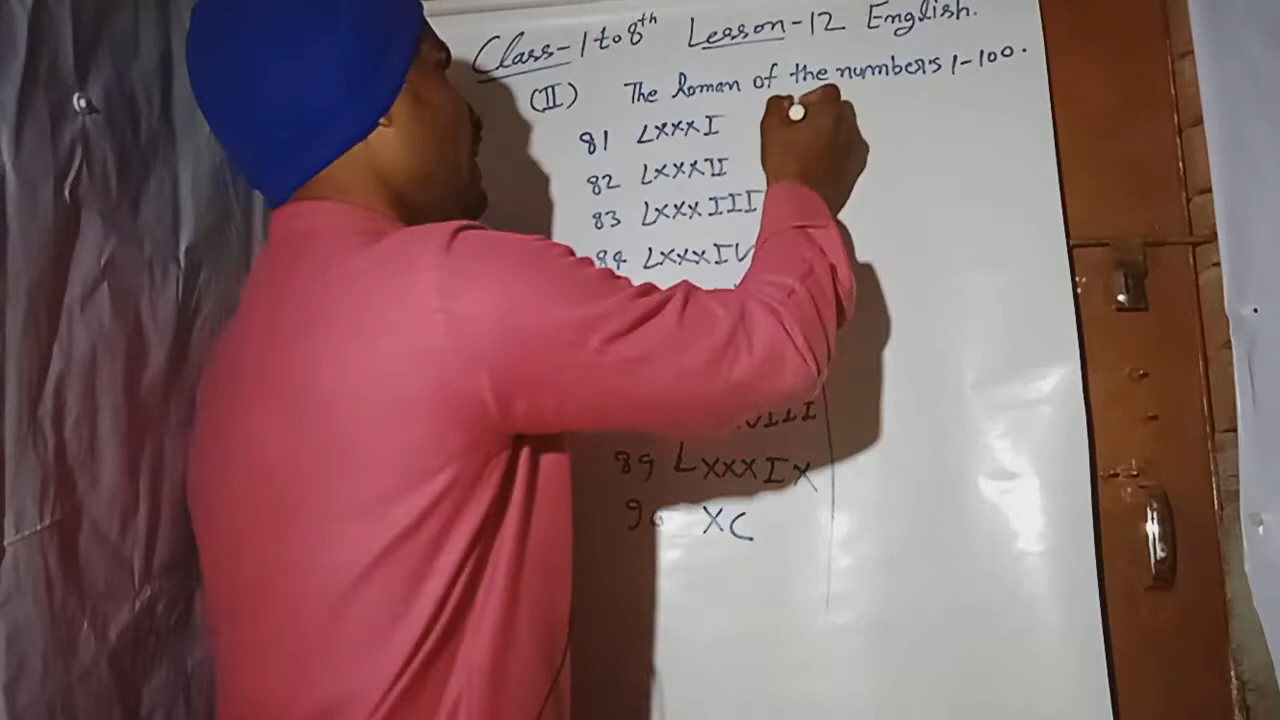 Class-1 to 8th Lesson-12 English.
(II) The Roman of the numbers 1-100.
81 LXXXI
82 LXXXII
83 LXXXIII
84 LXXXIV
VIII
89 LXXXIX
90 XC